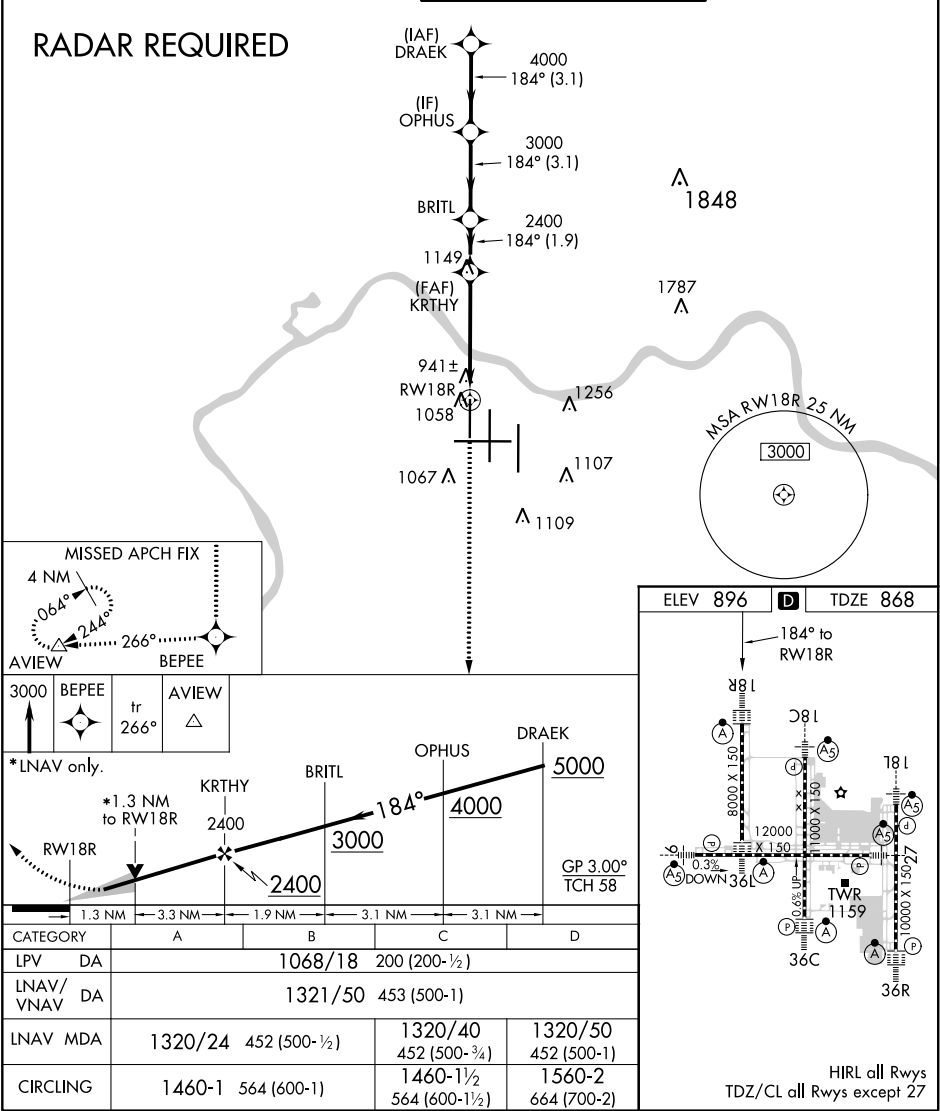 RADAR REQUIRED
(IAF)
DRAEK
4000
184° (3.1)
(IF)
OPHUS
3000
184° (3.1)
BRITL
2400
184° (1.9)
1149
(FAF)
KRTHY
1848
1787
941±
RW18R
1058
1256
1067
1107
1109
MSA RW18R 25 NM
3000
MISSED APCH FIX
4 NM
064°
244°
266°
AVIEW
BEPEE
3000
BEPEE
tr
266°
AVIEW
*LNAV only.
*1.3 NM
to RW18R
RW18R
KRTHY
2400
2400
BRITL
3000
184°
OPHUS
4000
DRAEK
5000
GP 3.00°
TCH 58
1.3 NM
3.3 NM
1.9 NM
3.1 NM
3.1 NM
CATEGORY A B C D
LPV DA 1068/18 200 (200-½)
LNAV/
VNAV DA 1321/50 453 (500-1)
LNAV MDA 1320/24 452 (500-½) 1320/40 452 (500-¾) 1320/50 452 (500-1)
CIRCLING 1460-1 564 (600-1) 1460-1½ 564 (600-1½) 1560-2 664 (700-2)
ELEV 896 D TDZE 868
184° to
RW18R
18R
18C
18L
A
A5
P
A5
8000 X 150
11000 X 150
X
X
A5
P
12000
X 150
P
9
27
P
A5
0.3%
DOWN
36L
A
0.6% UP
TWR
1159
10000 X 150
P
A
36C
A
P
36R
HIRL all Rwys
TDZ/CL all Rwys except 27